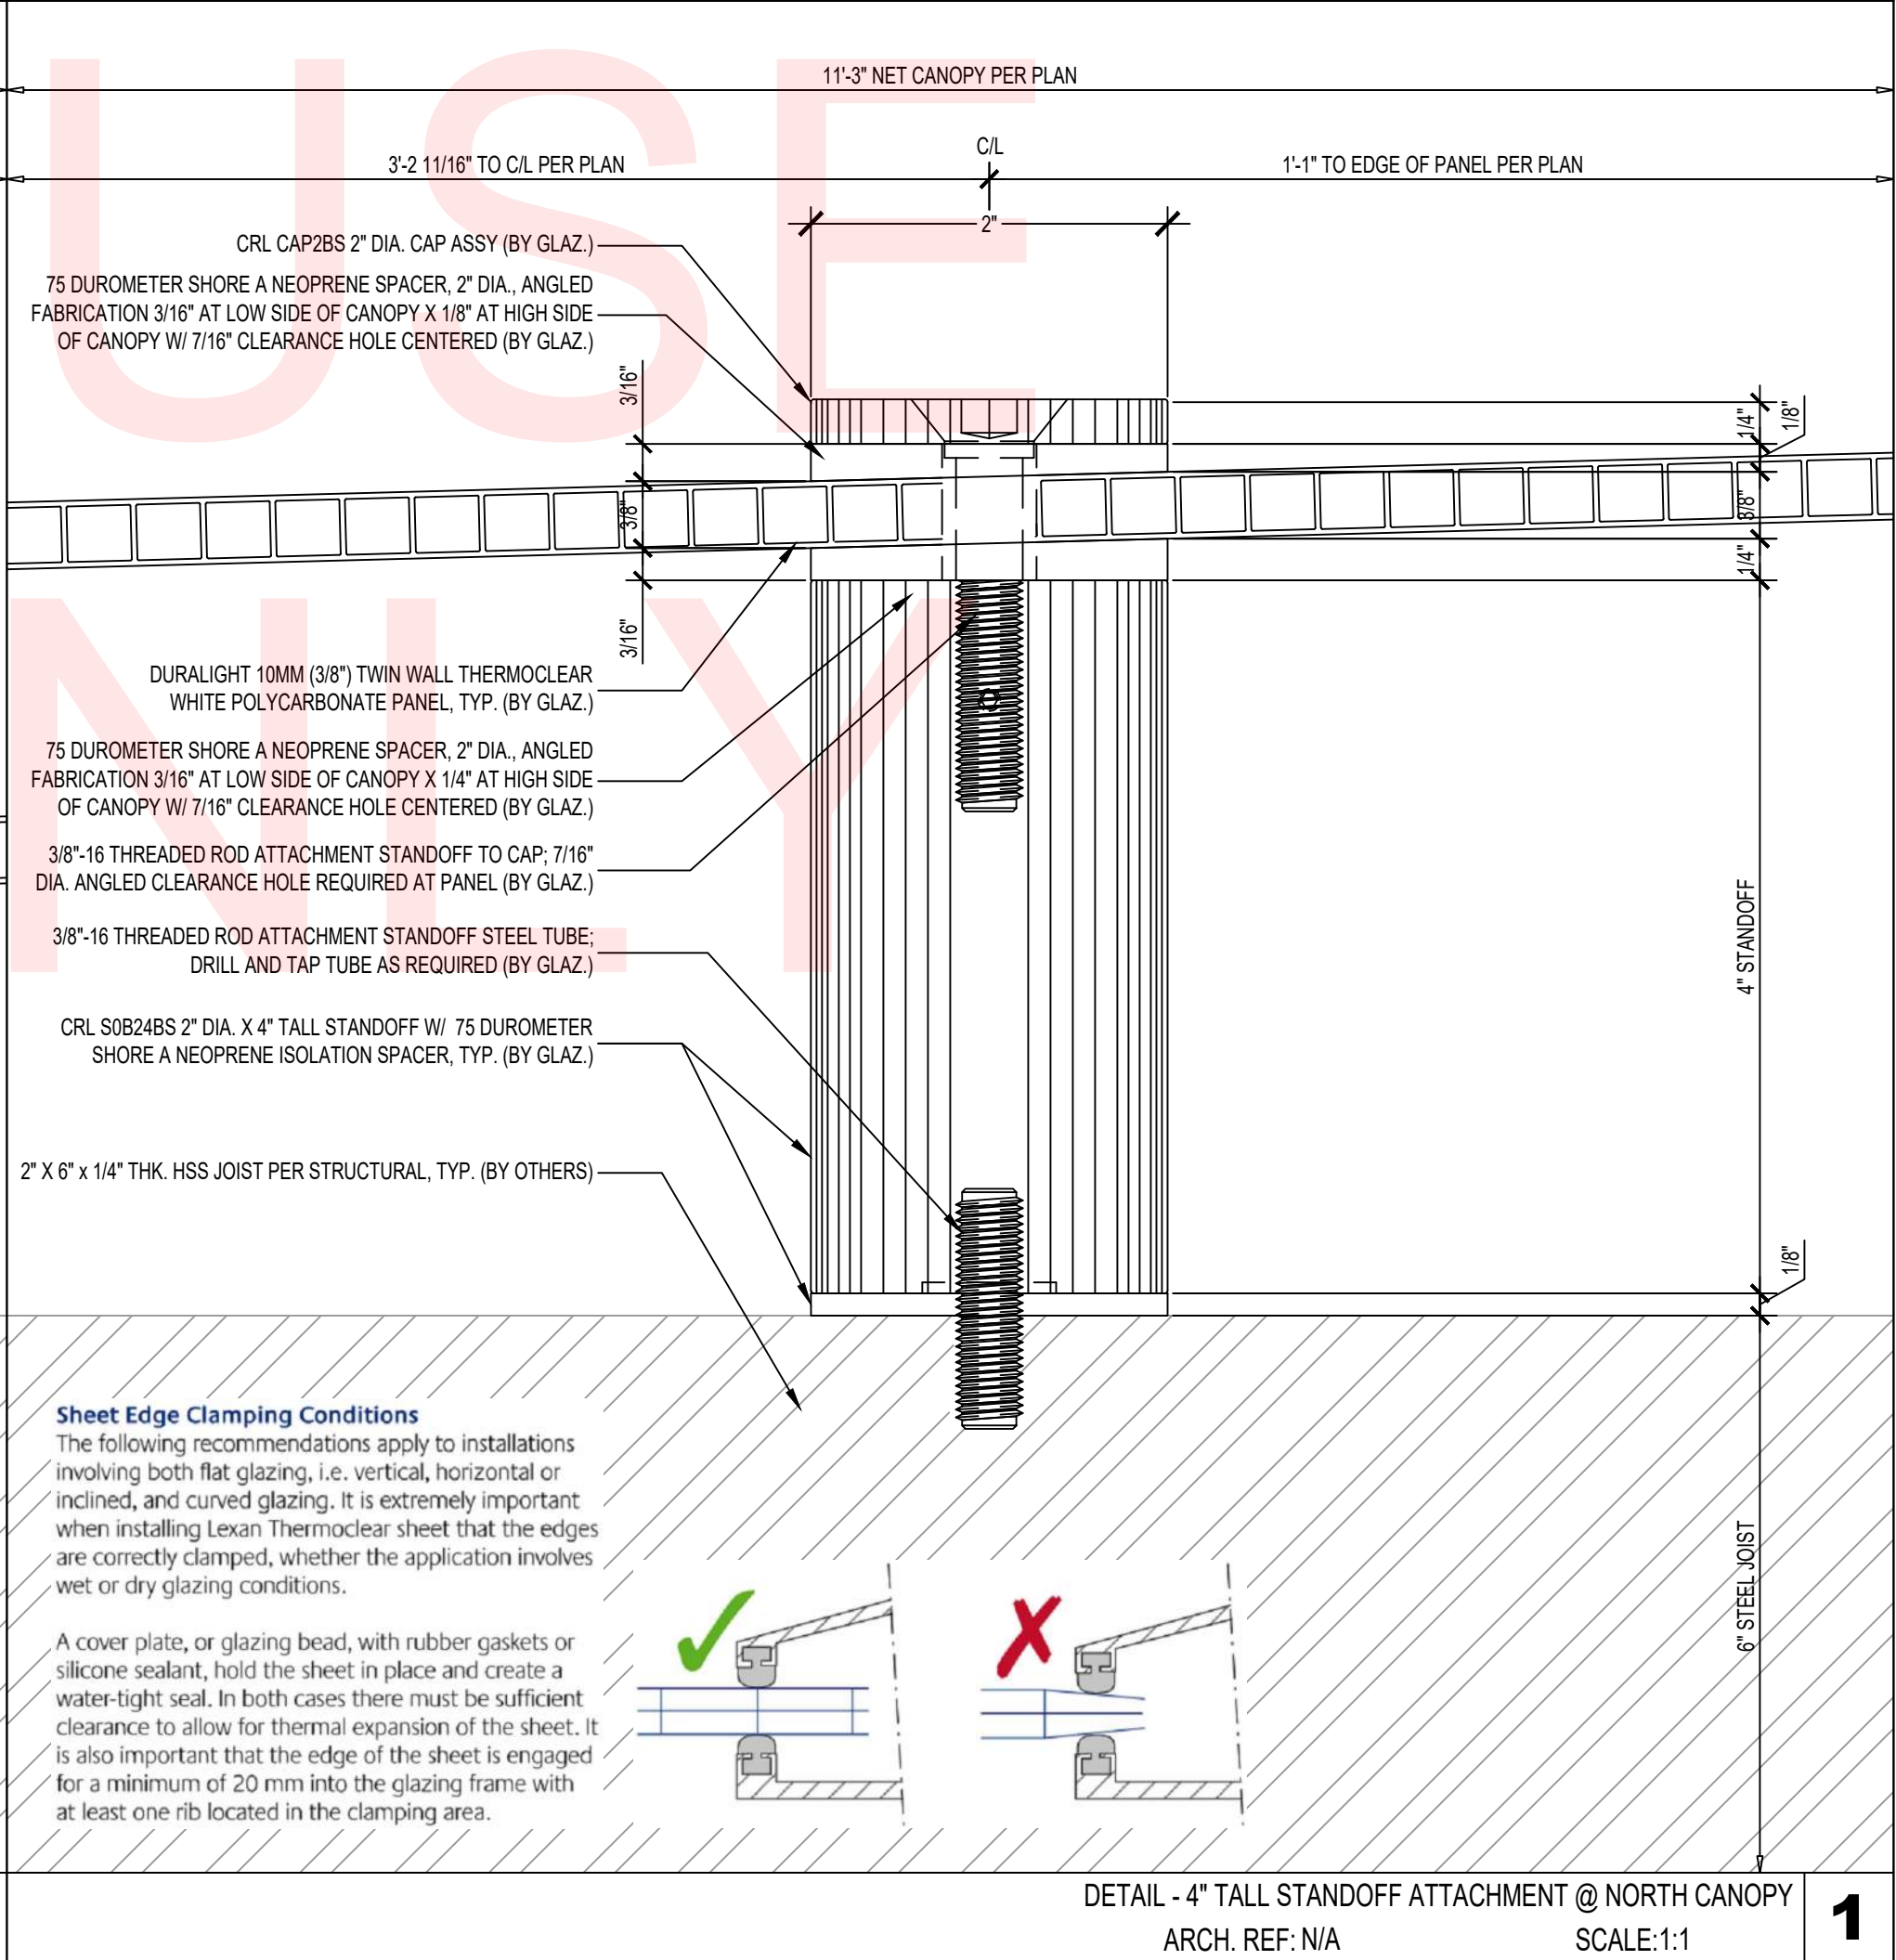 USE
NLY
11'-3" NET CANOPY PER PLAN
C/L
3'-2 11/16" TO C/L PER PLAN
1'-1" TO EDGE OF PANEL PER PLAN
2"
CRL CAP2BS 2" DIA. CAP ASSY (BY GLAZ.)
75 DUROMETER SHORE A NEOPRENE SPACER, 2" DIA., ANGLED
FABRICATION 3/16" AT LOW SIDE OF CANOPY X 1/8" AT HIGH SIDE
OF CANOPY W/ 7/16" CLEARANCE HOLE CENTERED (BY GLAZ.)
3/16"
3/8"
3/16"
1/4"
1/8"
3/8"
1/4"
DURALIGHT 10MM (3/8") TWIN WALL THERMOCLEAR
WHITE POLYCARBONATE PANEL, TYP. (BY GLAZ.)
75 DUROMETER SHORE A NEOPRENE SPACER, 2" DIA., ANGLED
FABRICATION 3/16" AT LOW SIDE OF CANOPY X 1/4" AT HIGH SIDE
OF CANOPY W/ 7/16" CLEARANCE HOLE CENTERED (BY GLAZ.)
3/8"-16 THREADED ROD ATTACHMENT STANDOFF TO CAP; 7/16"
DIA. ANGLED CLEARANCE HOLE REQUIRED AT PANEL (BY GLAZ.)
3/8"-16 THREADED ROD ATTACHMENT STANDOFF STEEL TUBE;
DRILL AND TAP TUBE AS REQUIRED (BY GLAZ.)
CRL S0B24BS 2" DIA. X 4" TALL STANDOFF W/ 75 DUROMETER
SHORE A NEOPRENE ISOLATION SPACER, TYP. (BY GLAZ.)
2" X 6" x 1/4" THK. HSS JOIST PER STRUCTURAL, TYP. (BY OTHERS)
4" STANDOFF
1/8"
6" STEEL JOIST
Sheet Edge Clamping Conditions
The following recommendations apply to installations
involving both flat glazing, i.e. vertical, horizontal or
inclined, and curved glazing. It is extremely important
when installing Lexan Thermoclear sheet that the edges
are correctly clamped, whether the application involves
wet or dry glazing conditions.
A cover plate, or glazing bead, with rubber gaskets or
silicone sealant, hold the sheet in place and create a
water-tight seal. In both cases there must be sufficient
clearance to allow for thermal expansion of the sheet. It
is also important that the edge of the sheet is engaged
for a minimum of 20 mm into the glazing frame with
at least one rib located in the clamping area.
DETAIL - 4" TALL STANDOFF ATTACHMENT @ NORTH CANOPY
ARCH. REF: N/A
SCALE:1:1
1